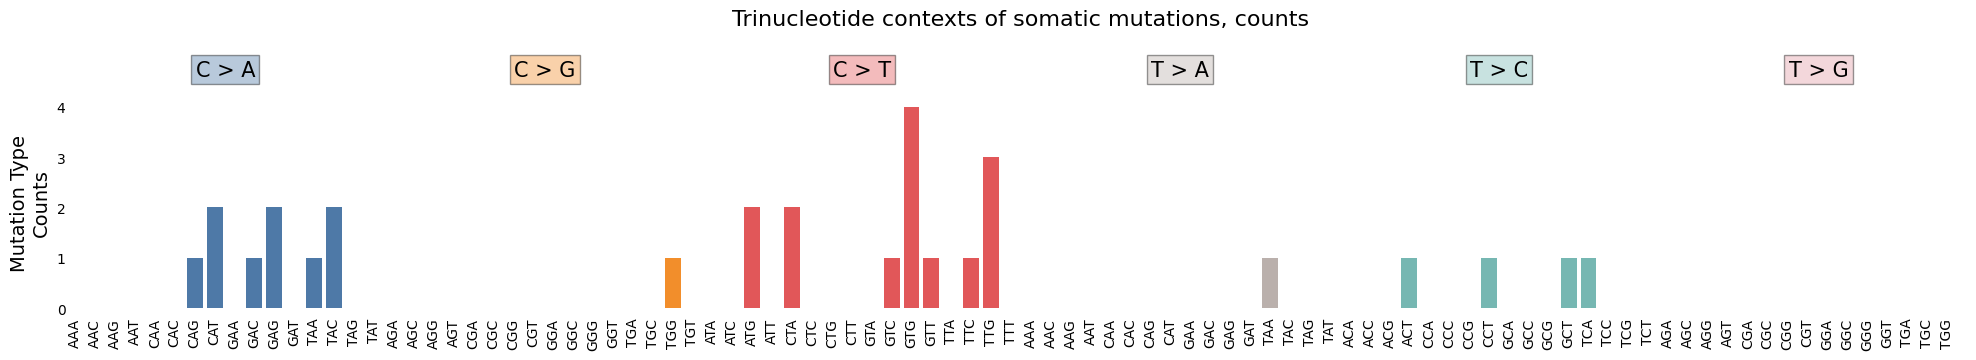 Trinucleotide contexts of somatic mutations, counts
C > A C > G C > T T > A T > C T > G
Mutation Type
Counts
4
3
2
1
0
AAA AAC AAG AAT CAA CAC CAG CAT GAA GAC GAG GAT TAA TAC TAG TAT AGA AGC AGG AGT CGA CGC CGG CGT GGA GGC GGG GGT TGA TGC TGG TGT ATA ATC ATG ATT CTA CTC CTG CTT GTA GTC GTG GTT TTA TTC TTG TTT AAA AAC AAG AAT CAA CAC CAG CAT GAA GAC GAG GAT TAA TAC TAG TAT ACA ACC ACG ACT CCA CCC CCG CCT GCA GCC GCG GCT TCA TCC TCG TCT AGA AGC AGG AGT CGA CGC CGG CGT GGA GGC GGG GGT TGA TGC TGG